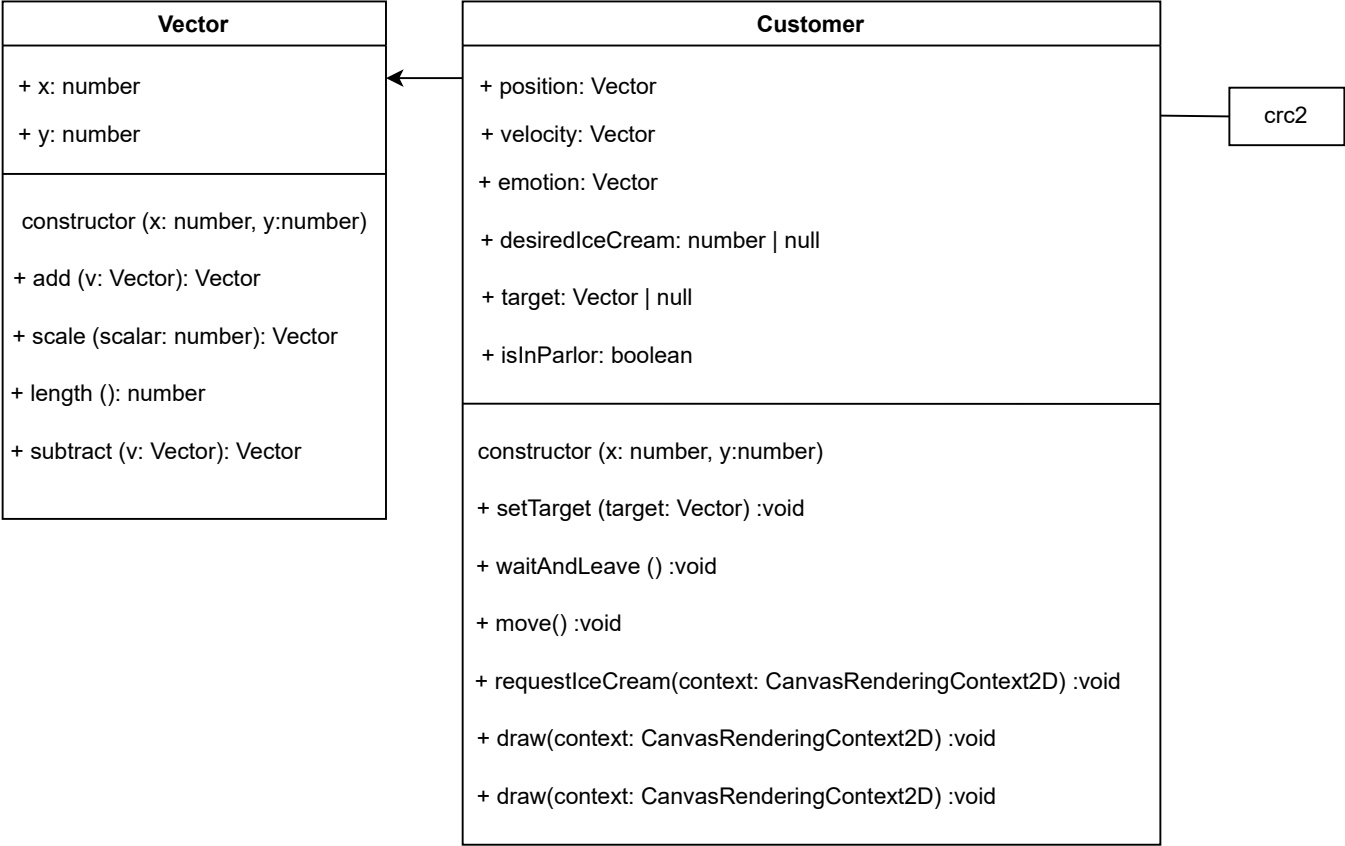 Vector
+ x: number
+ y: number
constructor (x: number, y:number)
+ add (v: Vector): Vector
+ scale (scalar: number): Vector
+ length (): number
+ subtract (v: Vector): Vector
Customer
+ position: Vector
+ velocity: Vector
+ emotion: Vector
+ desiredIceCream: number | null
+ target: Vector | null
+ isInParlor: boolean
constructor (x: number, y:number)
+ setTarget (target: Vector) :void
+ waitAndLeave () :void
+ move() :void
+ requestIceCream(context: CanvasRenderingContext2D) :void
+ draw(context: CanvasRenderingContext2D) :void
+ draw(context: CanvasRenderingContext2D) :void
crc2